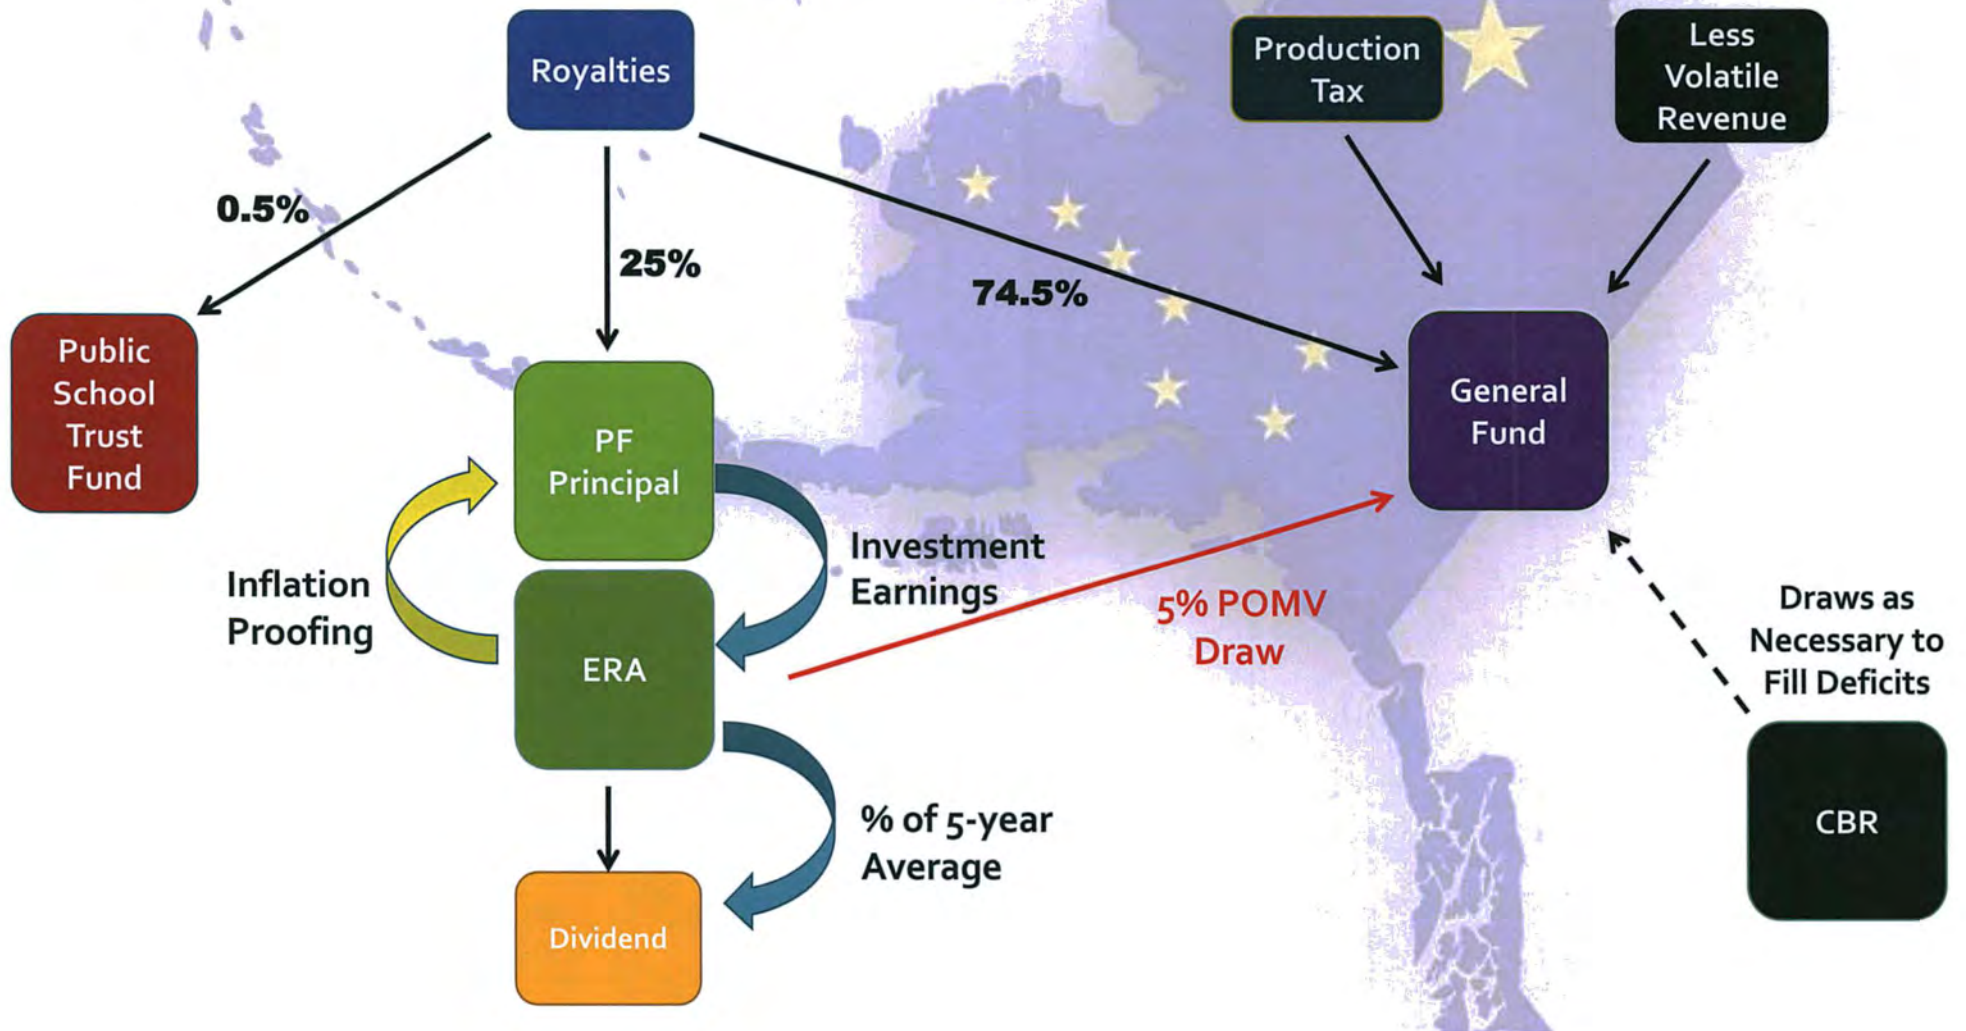 Royalties
Production
Tax
Less
Volatile
Revenue
0.5%
25%
74.5%
Public
School
Trust
Fund
PF
Principal
General
Fund
Inflation
Proofing
Investment
Earnings
5% POMV
Draw
Draws as
Necessary to
Fill Deficits
ERA
CBR
% of 5-year
Average
Dividend